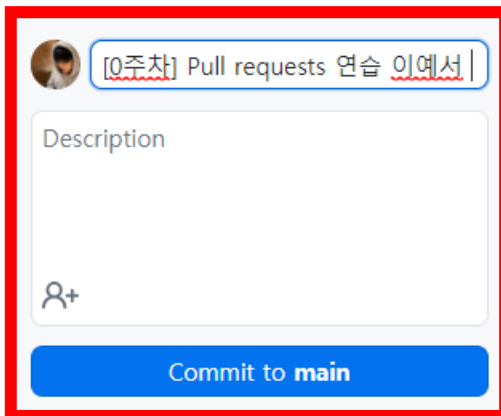 [0주차] Pull requests 연습 이예서
Description
Commit to main